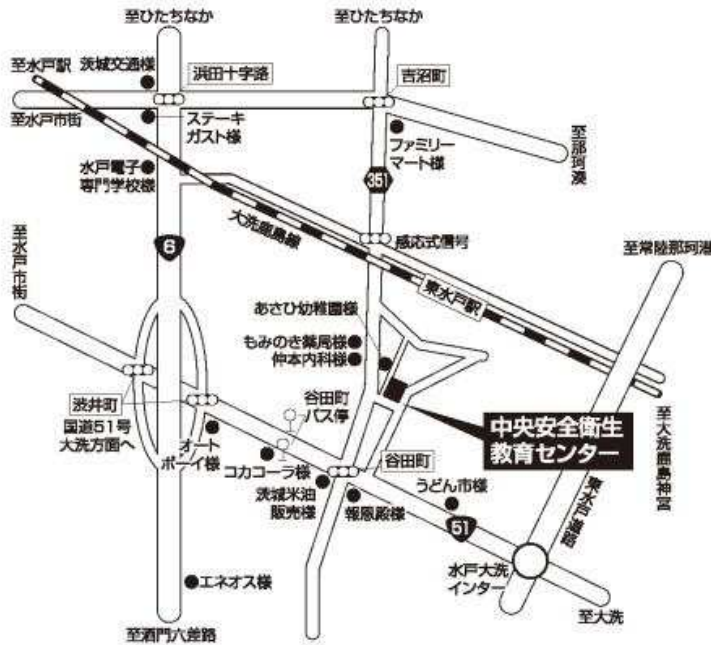 至ひたちなか
至ひたちなか
至水戸駅
茨城交通様
浜田十字路
吉沼町
至水戸市街
ステーキ
ガスト様
ファミリー
マート様
至那珂湊
水戸電子
専門学校様
351
大洗鹿島線
感応式信号
至水戸市街
6
至常陸那珂港
東水戸駅
あさひ幼稚園様
もみのき薬局様
仲本内科様
渋井町
谷田町
バス停
国道51号
大洗方面へ
オート
ボーイ様
コカコーラ様
谷田町
中央安全衛生
教育センター
至大洗鹿島神宮
茨城米油
販売様
報恩殿様
うどん市様
51
東水戸道路
水戸大洗
インター
エネオス様
至大洗
至酒門六差路